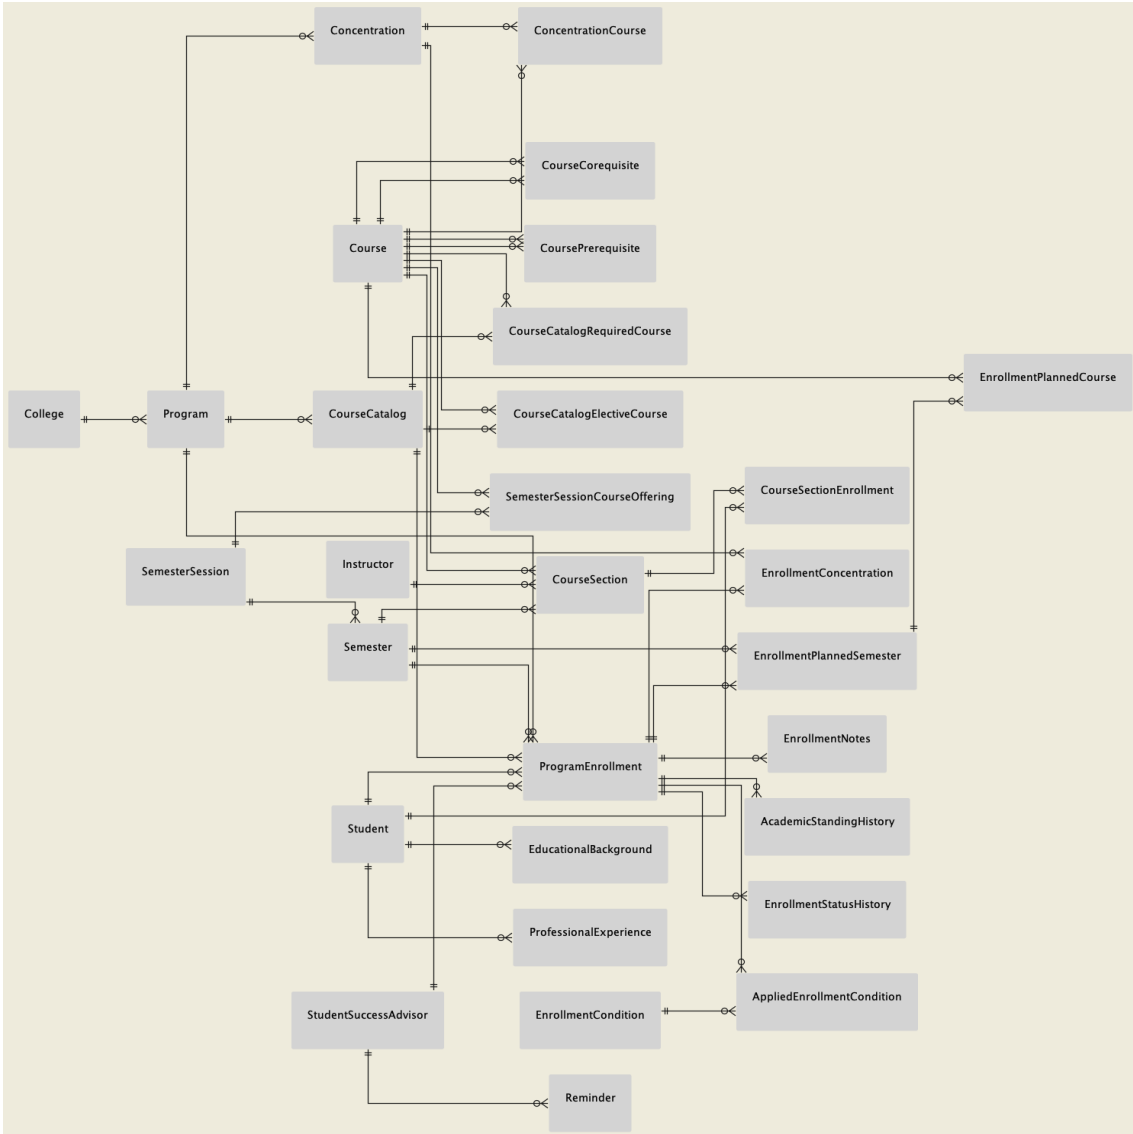 Concentration
ConcentrationCourse
CourseCorequisite
Course
CoursePrerequisite
CourseCatalogRequiredCourse
EnrollmentPlannedCourse
College
Program
CourseCatalog
CourseCatalogElectiveCourse
SemesterSessionCourseOffering
CourseSectionEnrollment
SemesterSession
Instructor
CourseSection
EnrollmentConcentration
Semester
EnrollmentPlannedSemester
EnrollmentNotes
ProgramEnrollment
AcademicStandingHistory
Student
EducationalBackground
EnrollmentStatusHistory
ProfessionalExperience
AppliedEnrollmentCondition
StudentSuccessAdvisor
EnrollmentCondition
Reminder